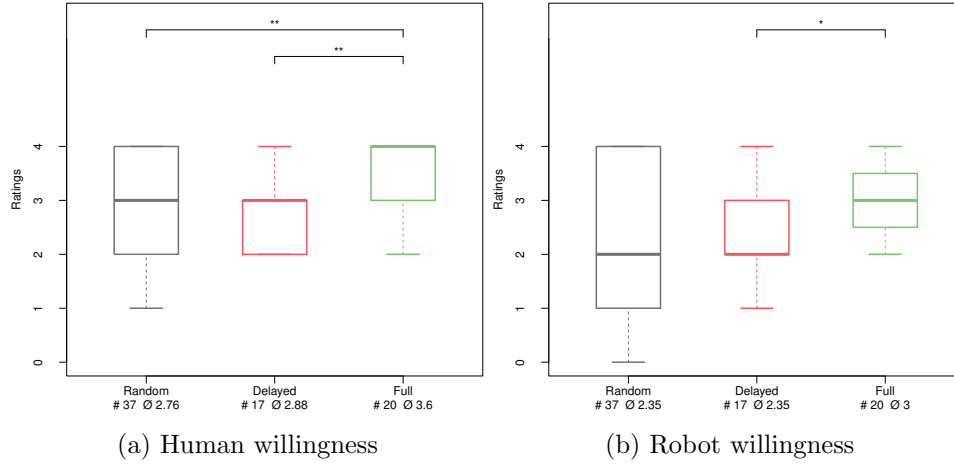 **
**
Ratings
4
3
2
1
0
Random
# 37 Ø 2.76
Delayed
# 17 Ø 2.88
Full
# 20 Ø 3.6
(a) Human willingness
*
Ratings
4
3
2
1
0
Random
# 37 Ø 2.35
Delayed
# 17 Ø 2.35
Full
# 20 Ø 3
(b) Robot willingness